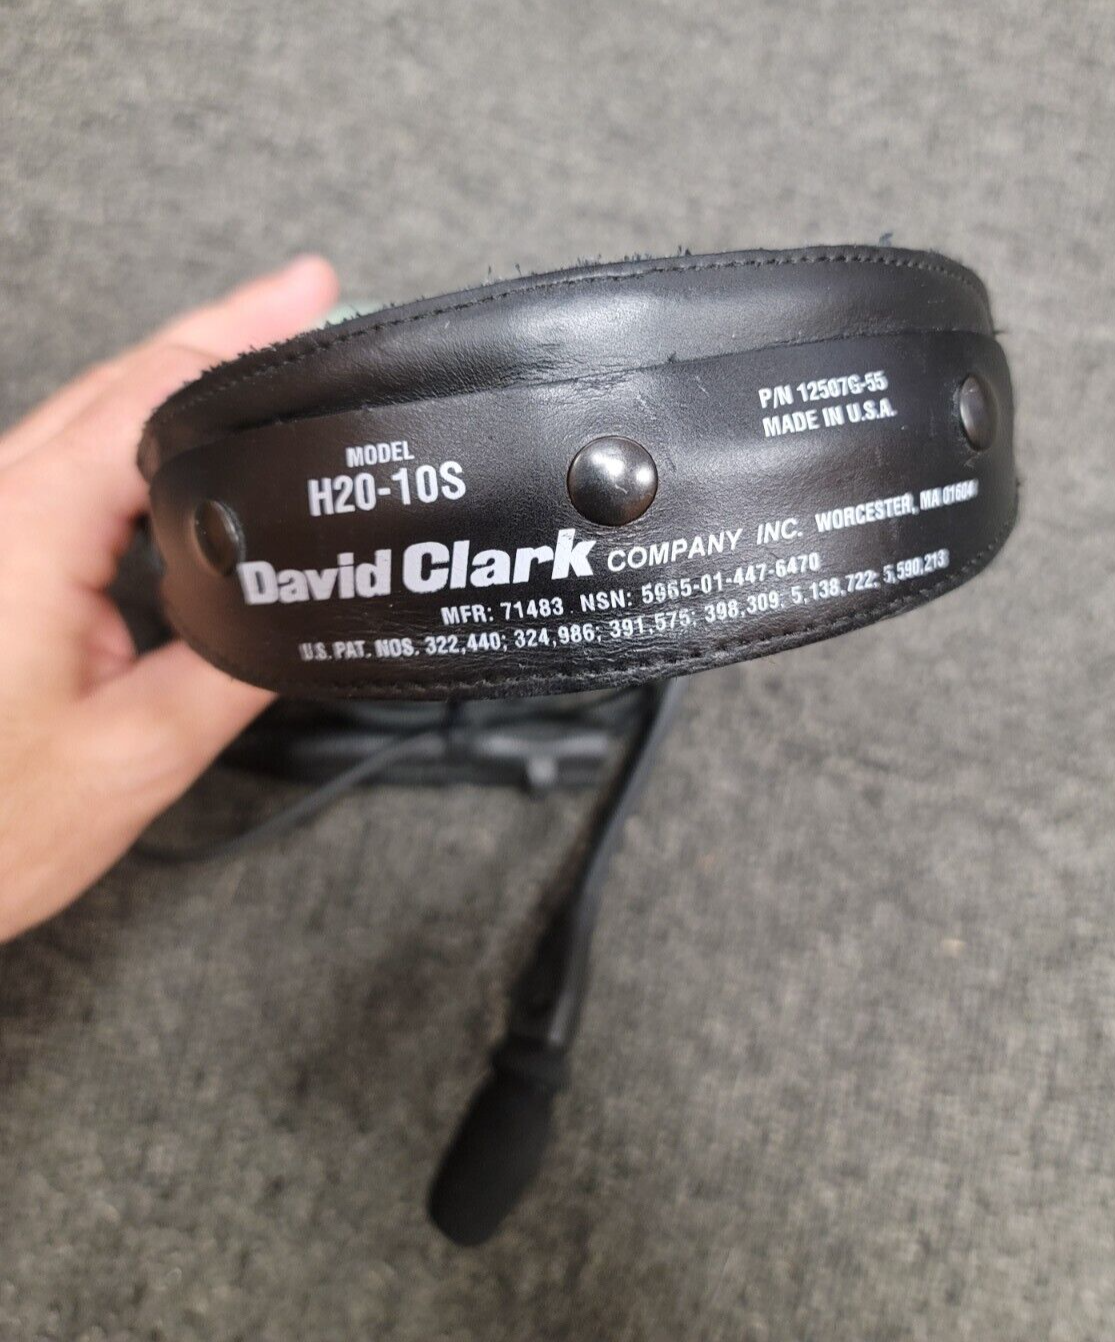 MODEL
H20-10S
P/N 12507G-55
MADE IN U.S.A.
David Clark COMPANY INC. WORCESTER, MA 01604
MFR: 71483 NSN: 5965-01-447-6470
U.S. PAT. NOS. 322,440; 324,986; 391,575; 398,309; 5,138,722; 5,590,213